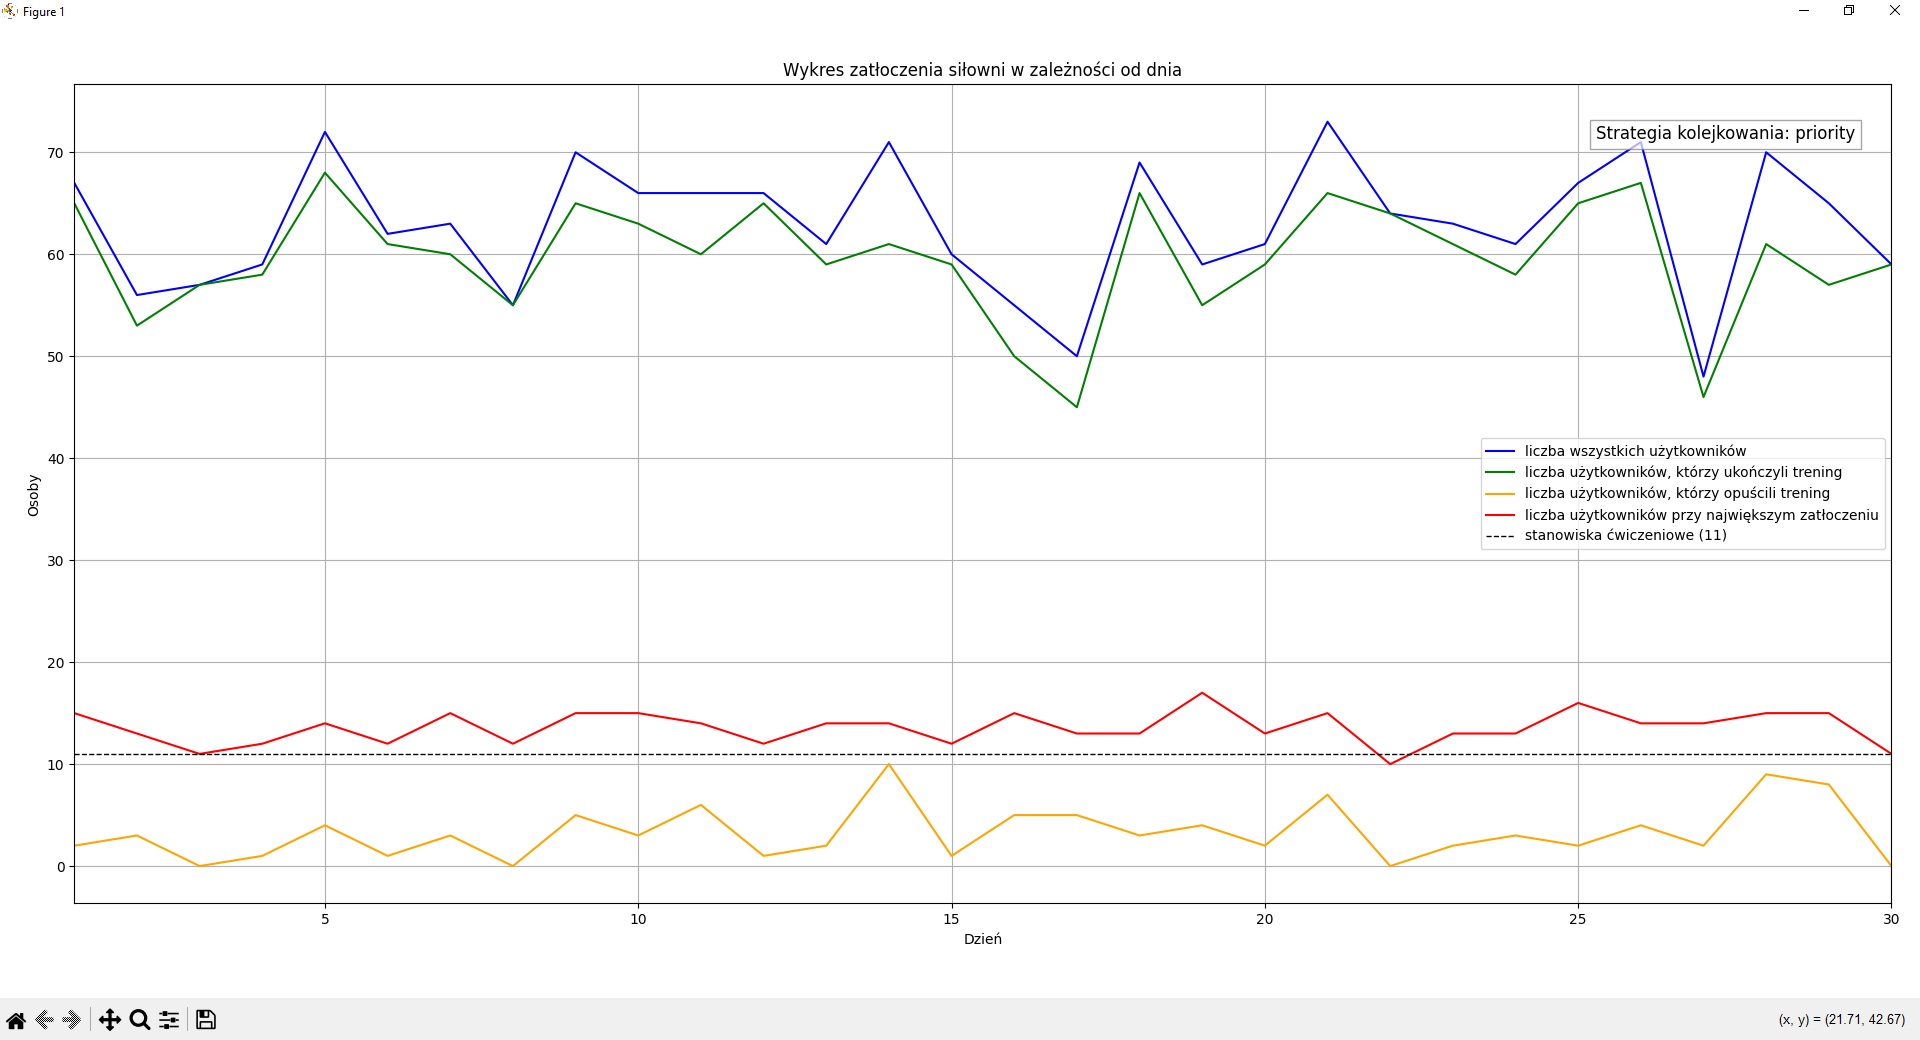 Figure 1
Wykres zatłoczenia siłowni w zależności od dnia
Strategia kolejkowania: priority
70
60
50
40
30
20
10
0
Osoby
liczba wszystkich użytkowników
liczba użytkowników, którzy ukończyli trening
liczba użytkowników, którzy opuścili trening
liczba użytkowników przy największym zatłoczeniu
stanowiska ćwiczeniowe (11)
5 10 15 20 25 30
Dzień
(x, y) = (21.71, 42.67)